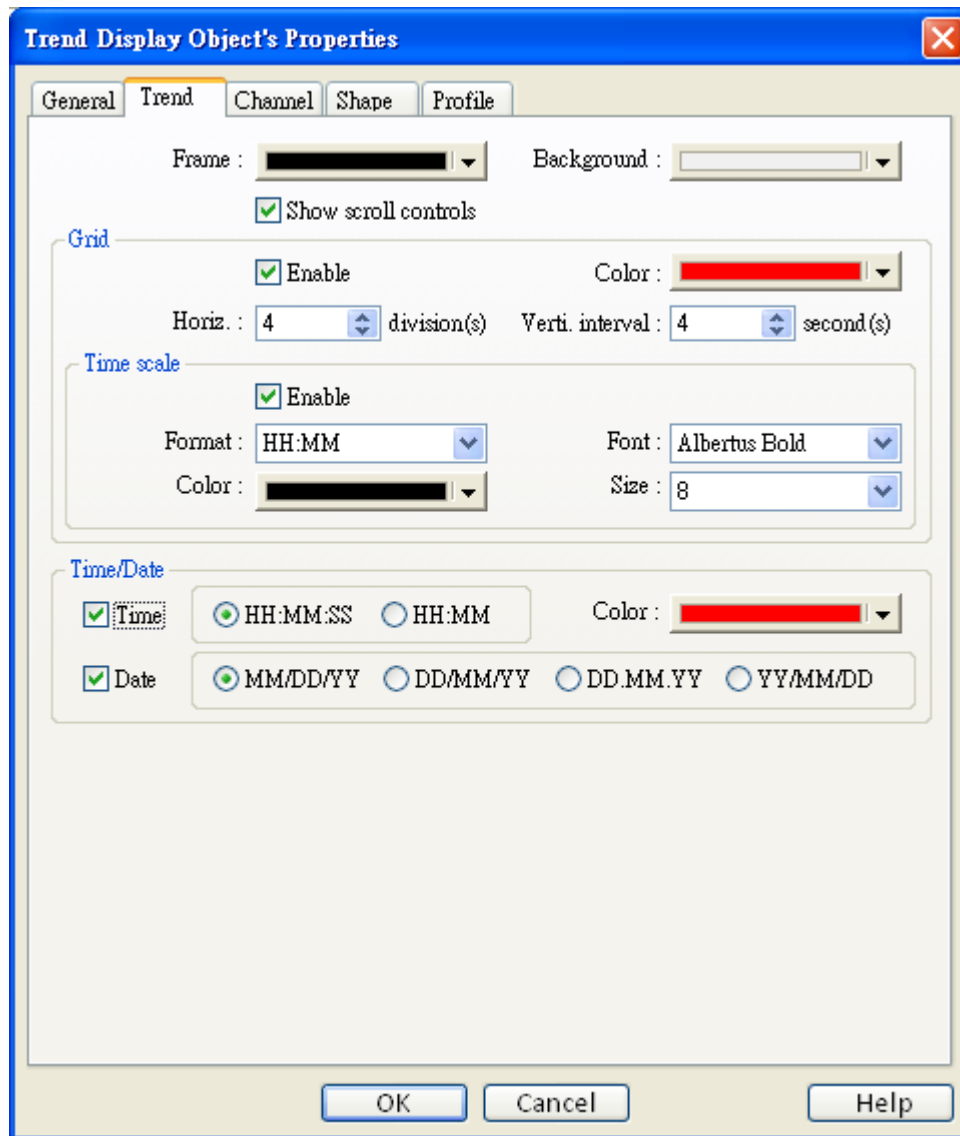 Trend Display Object's Properties
General Trend Channel Shape Profile
Frame : Background :
Show scroll controls
Grid
Enable Color :
Horiz. : 4 division(s) Verti. interval : 4 second(s)
Time scale
Enable
Format : HH:MM Font : Albertus Bold
Color : Size : 8
Time/Date
Time HH:MM:SS HH:MM Color :
Date MM/DD/YY DD/MM/YY DD.MM.YY YY/MM/DD
OK Cancel Help